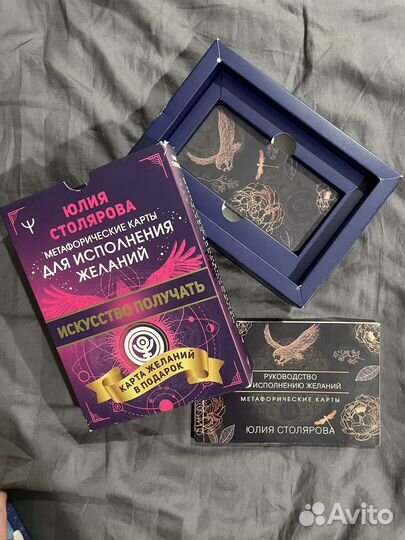 Ψ
ЮЛИЯ
СТОЛЯРОВА
МЕТАФОРИЧЕСКИЕ КАРТЫ
ДЛЯ ИСПОЛНЕНИЯ
ЖЕЛАНИЙ
ИСКУССТВО ПОЛУЧАТЬ
КАРТА ЖЕЛАНИЙ
В ПОДАРОК
РУКОВОДСТВО
ИСПОЛНЕНИЮ ЖЕЛАНИЙ
МЕТАФОРИЧЕСКИЕ КАРТЫ
ЮЛИЯ СТОЛЯРОВА
Avito